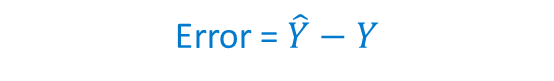 Error = Ŷ − Y